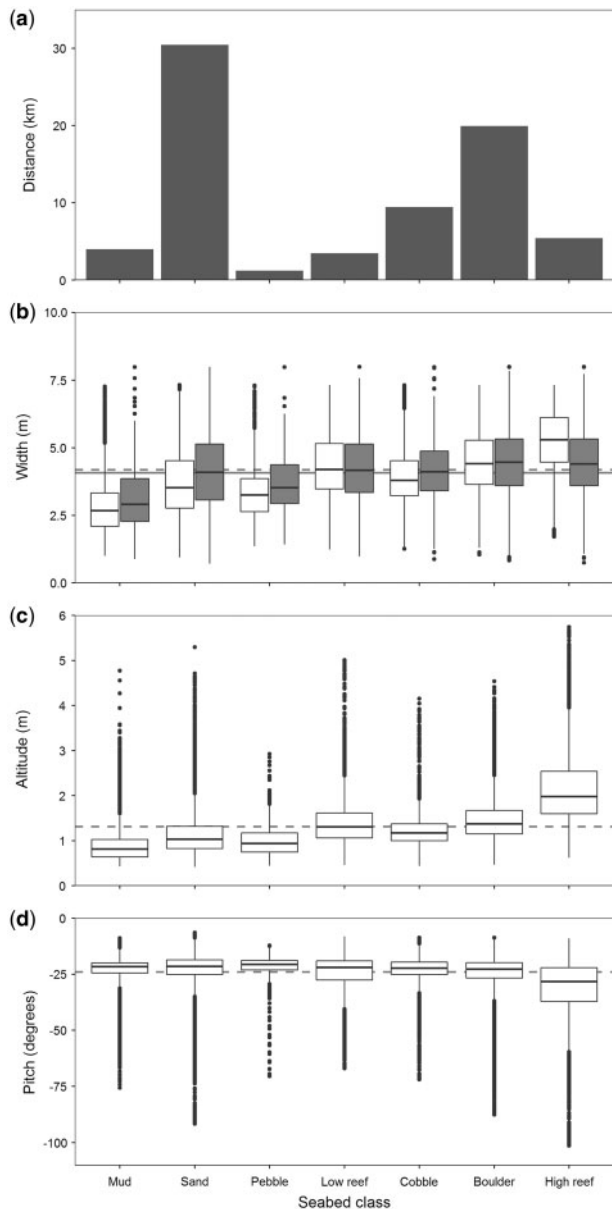 (a)
Distance (km)
30
20
10
0
(b)
Width (m)
10.0
7.5
5.0
2.5
0.0
(c)
Altitude (m)
6
5
4
3
2
1
0
(d)
Pitch (degrees)
0
-25
-50
-75
-100
Mud Sand Pebble Low reef Cobble Boulder High reef
Seabed class